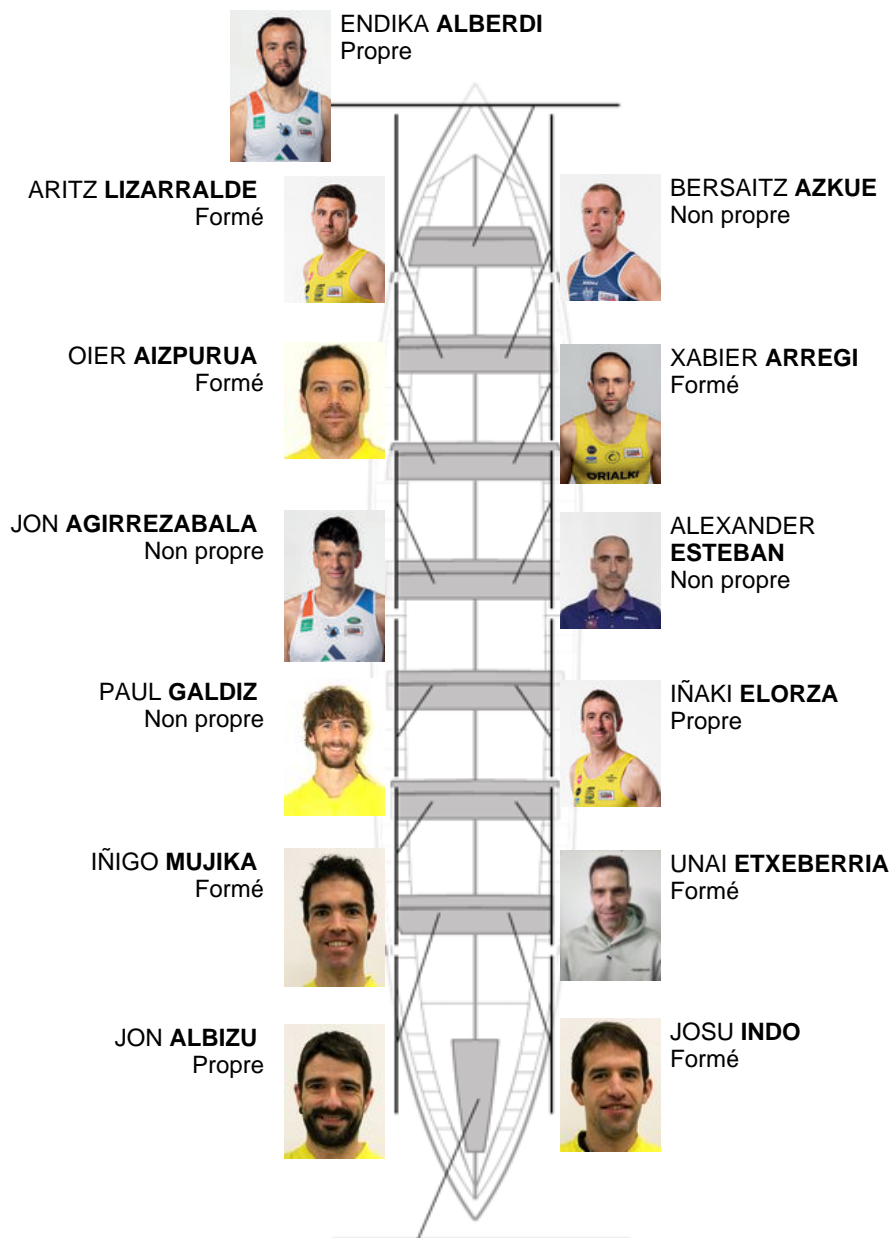 ENDIKA ALBERDI
Propre
ARITZ LIZARRALDE
Formé
BERSAITZ AZKUE
Non propre
OIER AIZPURUA
Formé
XABIER ARREGI
Formé
ORIALKI
JON AGIRREZABALA
Non propre
ALEXANDER
ESTEBAN
Non propre
PAUL GALDIZ
Non propre
IÑAKI ELORZA
Propre
IÑIGO MUJIKA
Formé
UNAI ETXEBERRIA
Formé
JON ALBIZU
Propre
JOSU INDO
Formé